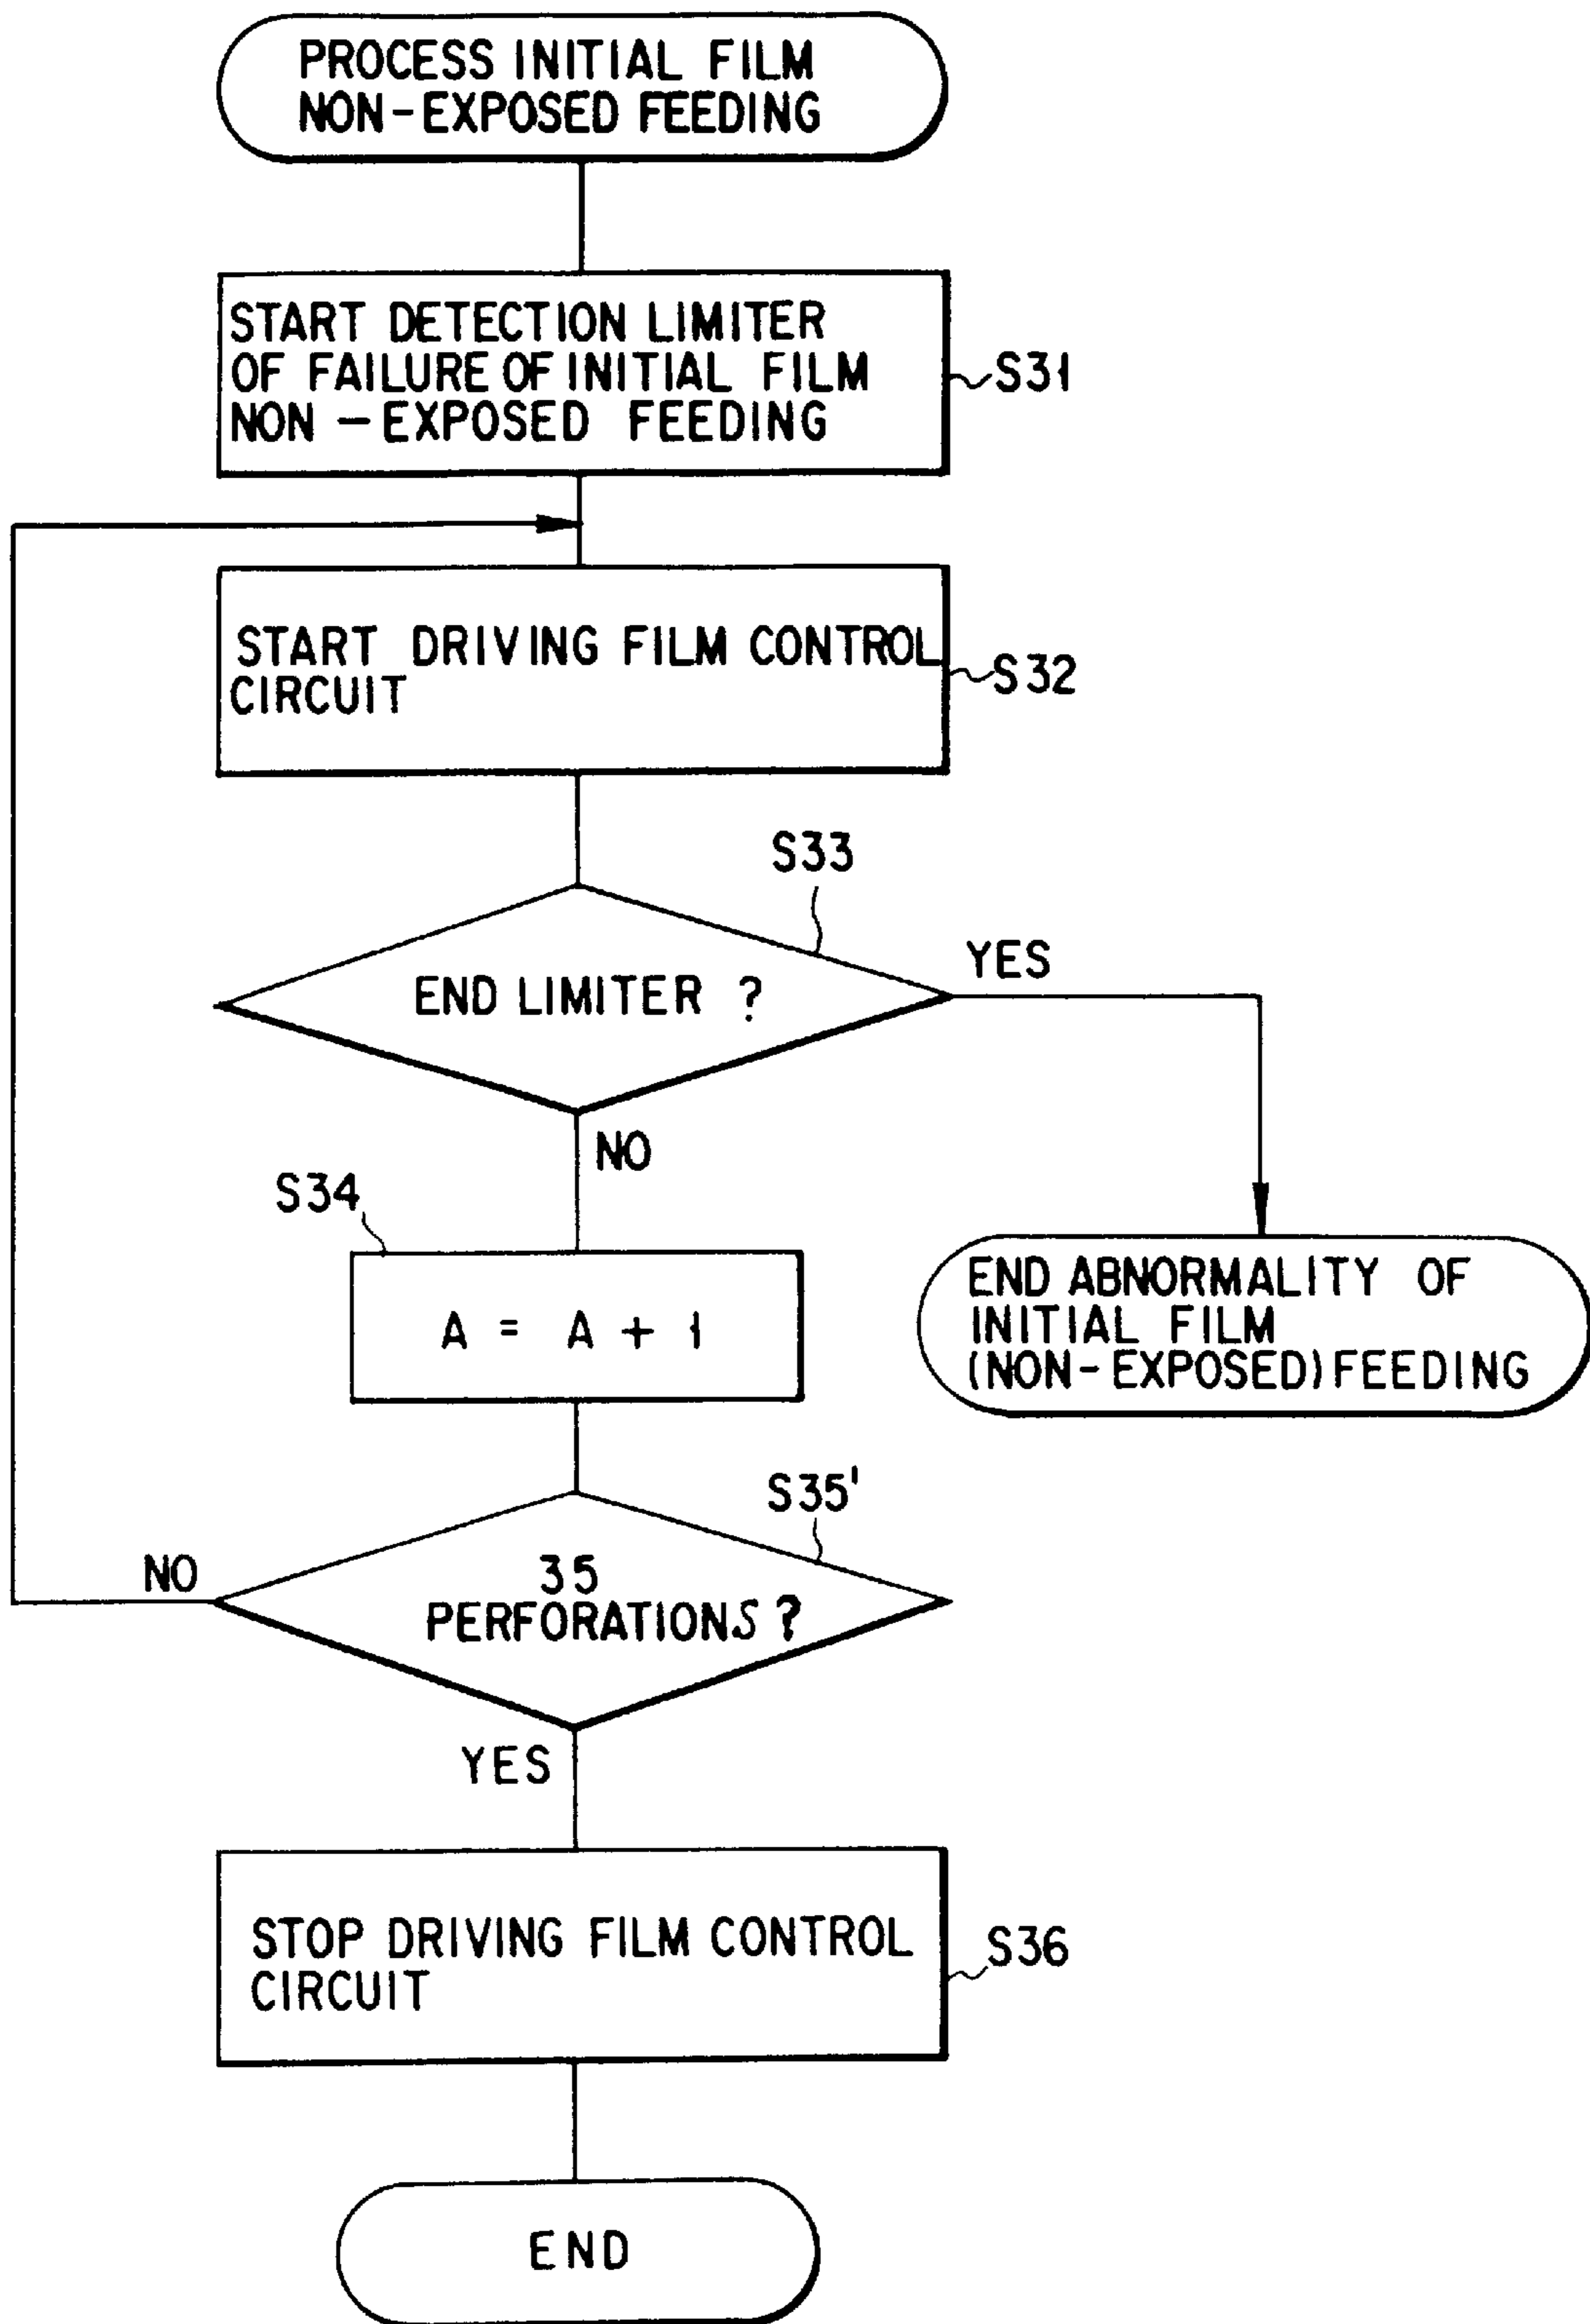 PROCESS INITIAL FILM
NON-EXPOSED FEEDING
START DETECTION LIMITER
OF FAILURE OF INITIAL FILM
NON-EXPOSED FEEDING
S31
START DRIVING FILM CONTROL
CIRCUIT
S32
S33
END LIMITER ?
YES
NO
S34
A = A + 1
END ABNORMALITY OF
INITIAL FILM
(NON-EXPOSED) FEEDING
S35'
NO
35
PERFORATIONS ?
YES
STOP DRIVING FILM CONTROL
CIRCUIT
S36
END